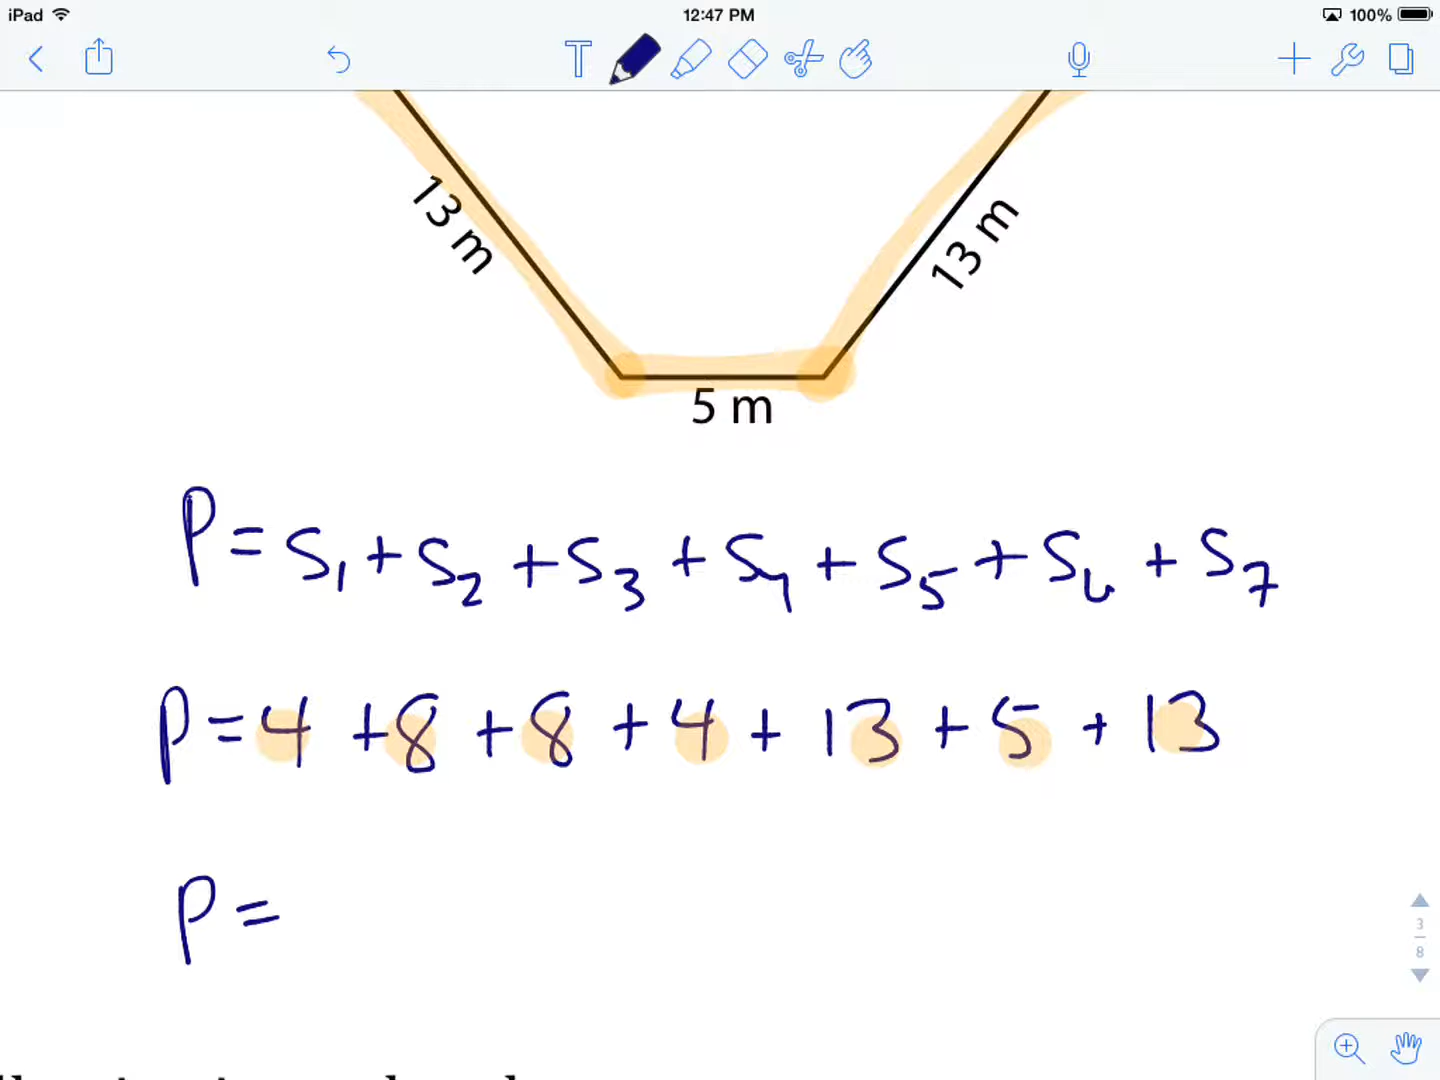 iPad 12:47 PM 100%
T
13 m
13 m
5 m
P = S₁ + S₂ + S₃ + S₄ + S₅ + S₆ + S₇
P = 4 + 8 + 8 + 4 + 13 + 5 + 13
P =
3
8